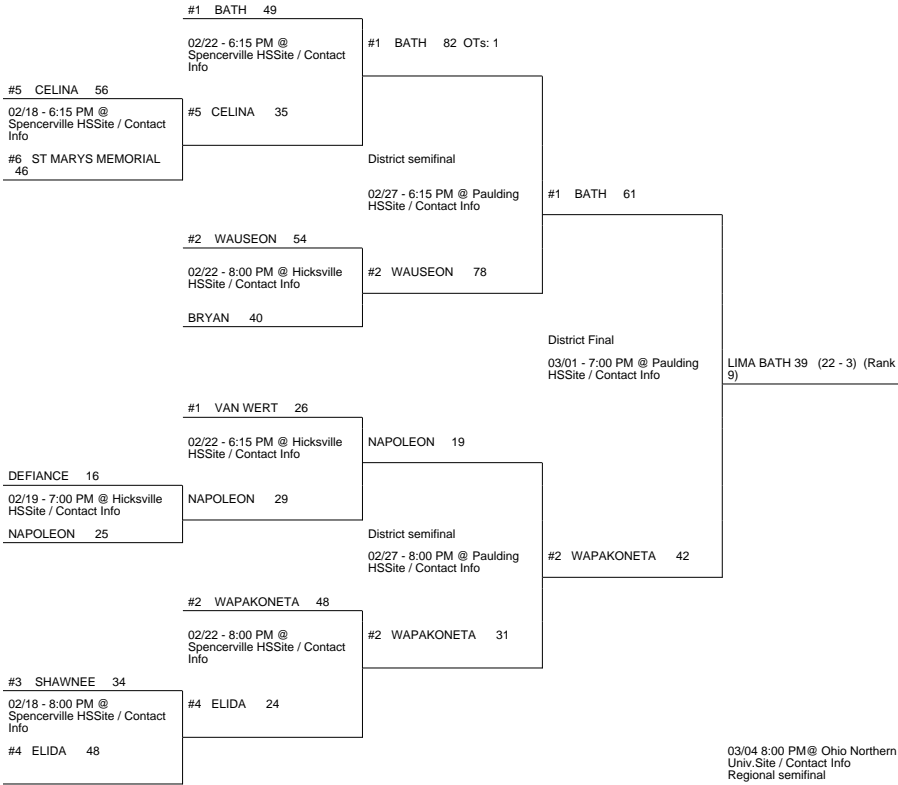 #1 BATH 49
02/22 - 6:15 PM @
Spencerville HSSite / Contact
Info
#1 BATH 82 OTs: 1
#5 CELINA 56
02/18 - 6:15 PM @
Spencerville HSSite / Contact
Info
#5 CELINA 35
#6 ST MARYS MEMORIAL
46
District semifinal
02/27 - 6:15 PM @ Paulding
HSSite / Contact Info
#1 BATH 61
#2 WAUSEON 54
02/22 - 8:00 PM @ Hicksville
HSSite / Contact Info
#2 WAUSEON 78
BRYAN 40
District Final
03/01 - 7:00 PM @ Paulding
HSSite / Contact Info
LIMA BATH 39 (22 - 3) (Rank
9)
#1 VAN WERT 26
02/22 - 6:15 PM @ Hicksville
HSSite / Contact Info
NAPOLEON 19
DEFIANCE 16
02/19 - 7:00 PM @ Hicksville
HSSite / Contact Info
NAPOLEON 29
NAPOLEON 25
District semifinal
02/27 - 8:00 PM @ Paulding
HSSite / Contact Info
#2 WAPAKONETA 42
#2 WAPAKONETA 48
02/22 - 8:00 PM @
Spencerville HSSite / Contact
Info
#2 WAPAKONETA 31
#3 SHAWNEE 34
02/18 - 8:00 PM @
Spencerville HSSite / Contact
Info
#4 ELIDA 24
#4 ELIDA 48
03/04 8:00 PM@ Ohio Northern
Univ.Site / Contact Info
Regional semifinal